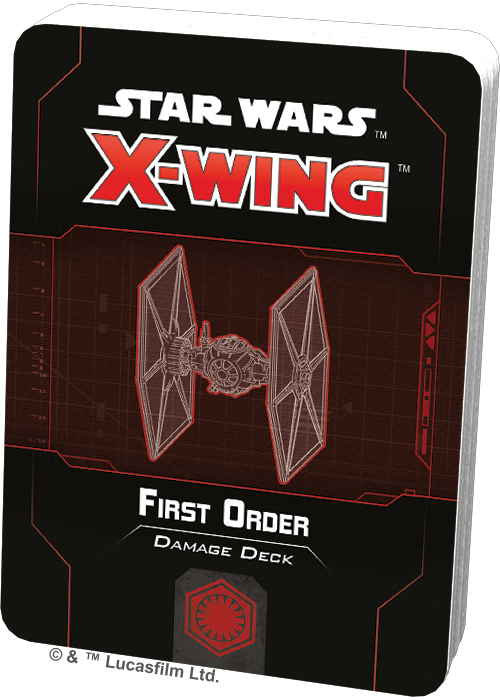 STAR WARS ™
X-WING ™
FIRST ORDER
DAMAGE DECK
© & ™ Lucasfilm Ltd.